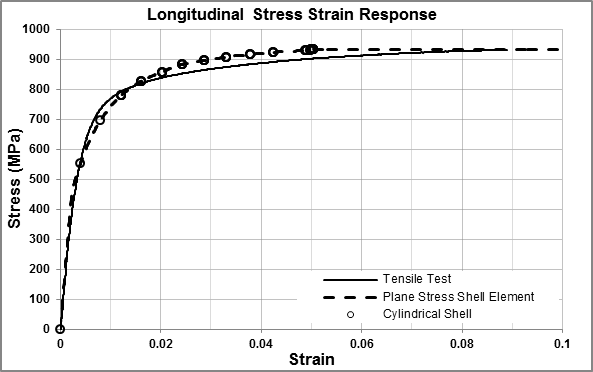 Longitudinal Stress Strain Response
1000
900
800
700
600
500
400
300
200
100
0
Stress (MPa)
Tensile Test
Plane Stress Shell Element
Cylindrical Shell
0 0.02 0.04 0.06 0.08 0.1
Strain